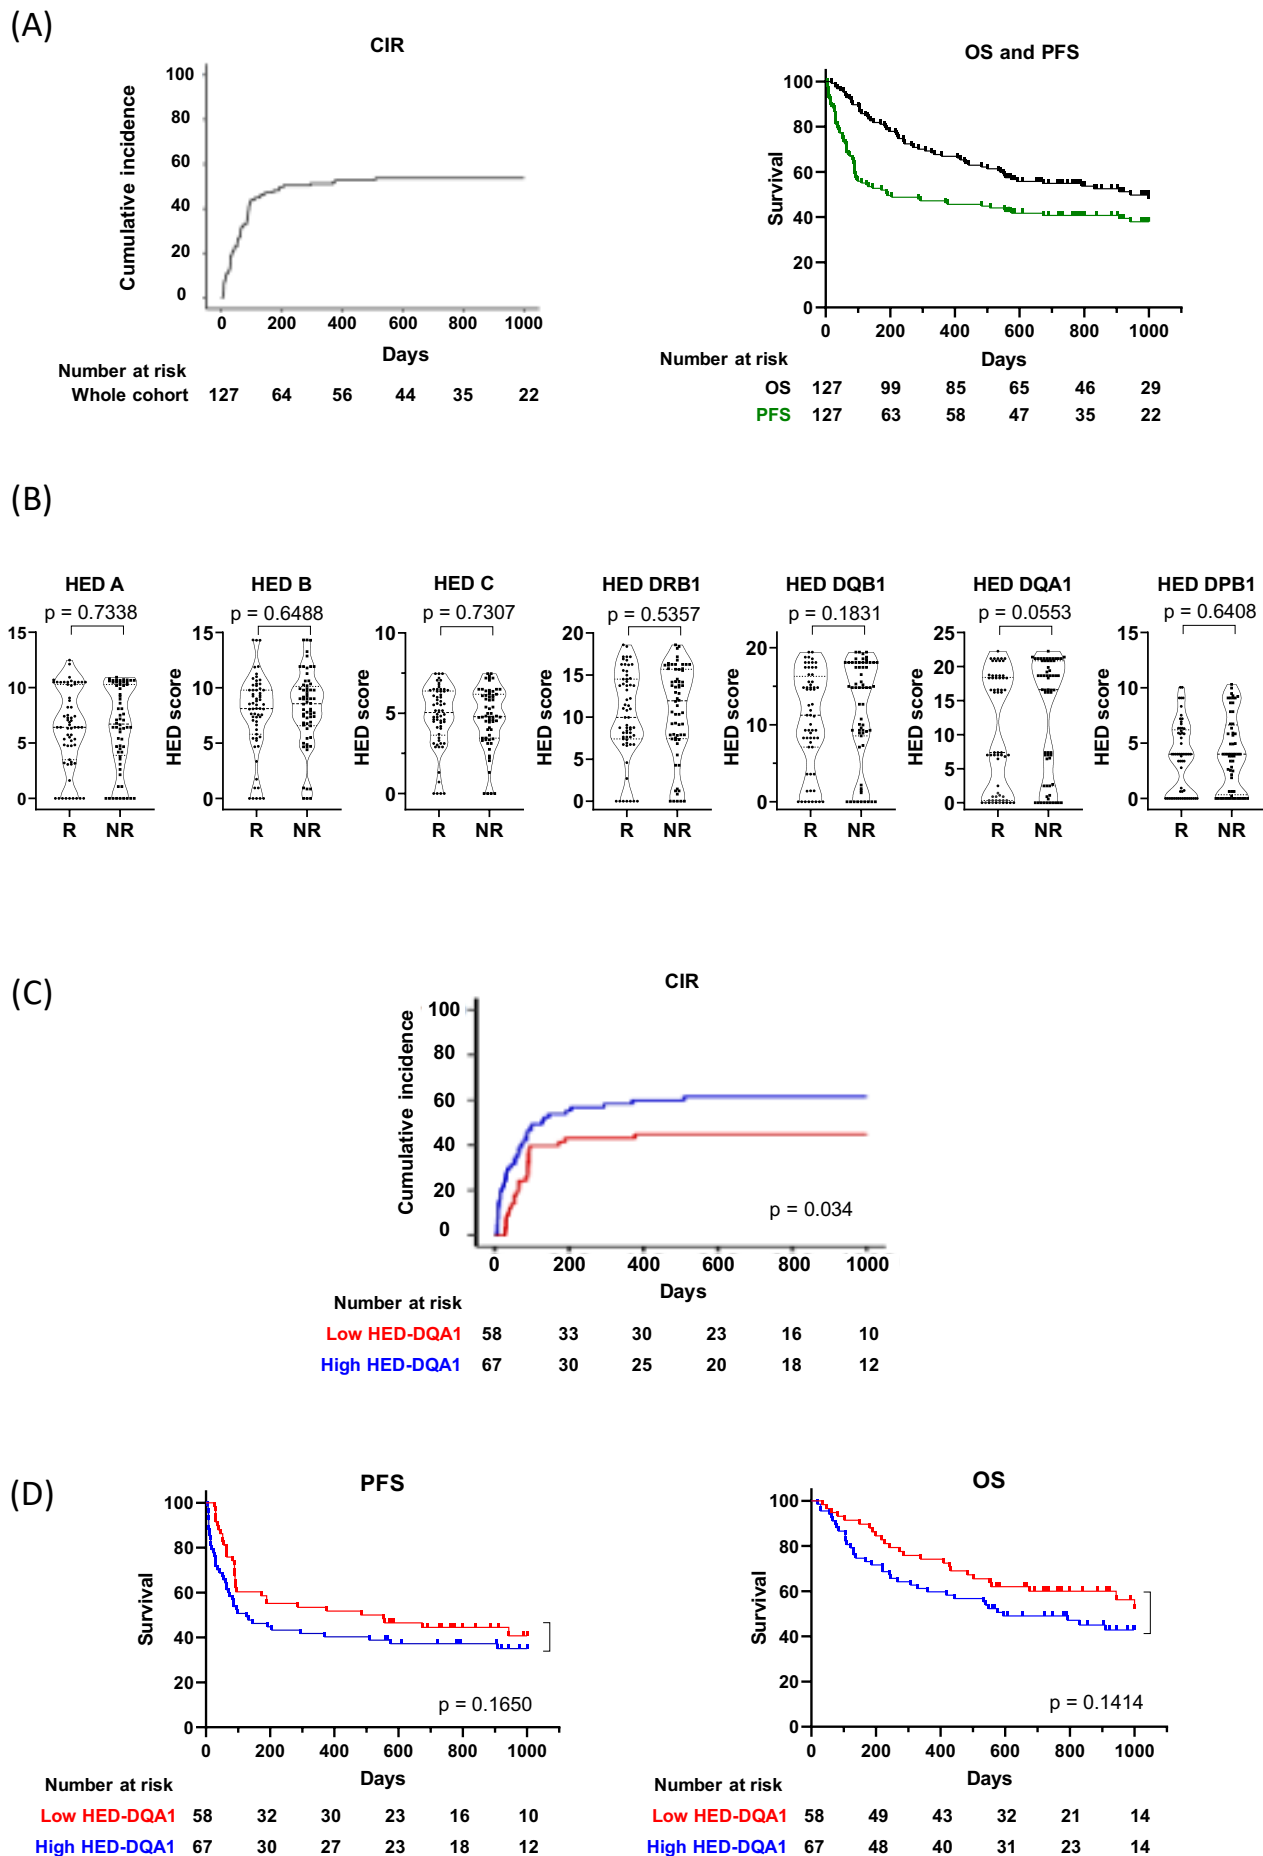 (A)
CIR
Cumulative incidence
100
80
60
40
20
0
0 200 400 600 800 1000
Days
Number at risk
Whole cohort 127 64 56 44 35 22
OS and PFS
Survival
100
80
60
40
20
0
0 200 400 600 800 1000
Days
Number at risk
OS 127 99 85 65 46 29
PFS 127 63 58 47 35 22
(B)
HED A
p = 0.7338
15
10
5
0
R NR
HED B
p = 0.6488
HED score
15
10
5
0
R NR
HED C
p = 0.7307
HED score
10
5
0
R NR
HED DRB1
p = 0.5357
HED score
20
15
10
5
0
R NR
HED DQB1
p = 0.1831
HED score
20
10
0
R NR
HED DQA1
p = 0.0553
HED score
25
20
15
10
5
0
R NR
HED DPB1
p = 0.6408
HED score
15
10
5
0
R NR
(C)
CIR
Cumulative incidence
100
80
60
40
20
0
p = 0.034
0 200 400 600 800 1000
Days
Number at risk
Low HED-DQA1 58 33 30 23 16 10
High HED-DQA1 67 30 25 20 18 12
(D)
PFS
Survival
100
80
60
40
20
0
p = 0.1650
0 200 400 600 800 1000
Days
Number at risk
Low HED-DQA1 58 32 30 23 16 10
High HED-DQA1 67 30 27 23 18 12
OS
Survival
100
80
60
40
20
0
p = 0.1414
0 200 400 600 800 1000
Days
Number at risk
Low HED-DQA1 58 49 43 32 21 14
High HED-DQA1 67 48 40 31 23 14